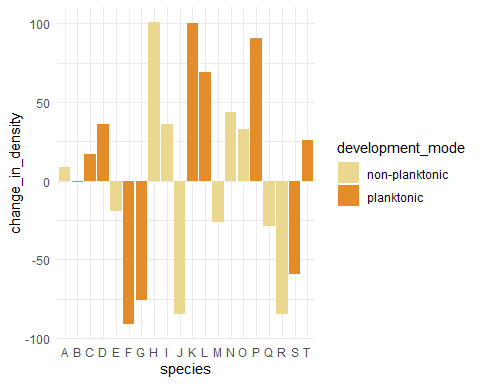 100
50
0
-50
-100
change_in_density
A B C D E F G H I J K L M N O P Q R S T
species
development_mode
non-planktonic
planktonic